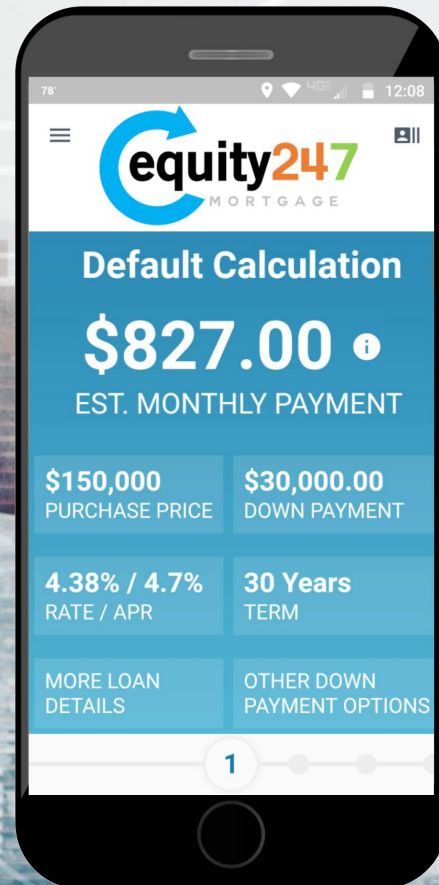 78°
4GE
12:08
equity247
MORTGAGE
Default Calculation
$827.00
EST. MONTHLY PAYMENT
$150,000
PURCHASE PRICE
$30,000.00
DOWN PAYMENT
4.38% / 4.7%
RATE / APR
30 Years
TERM
MORE LOAN
DETAILS
OTHER DOWN
PAYMENT OPTIONS
1